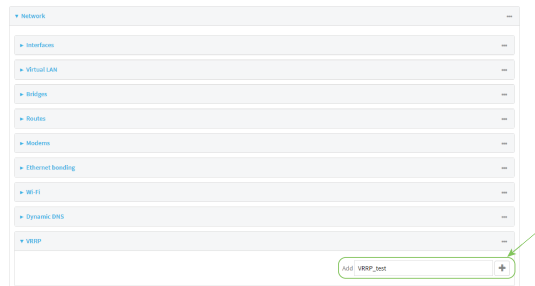 ▾ Network ...
▸ Interfaces ...
▸ Virtual LAN ...
▸ Bridges ...
▸ Routes ...
▸ Modems ...
▸ Ethernet bonding ...
▸ Wi-Fi ...
▸ Dynamic DNS ...
▾ VRRP ...
Add VRRP_test +